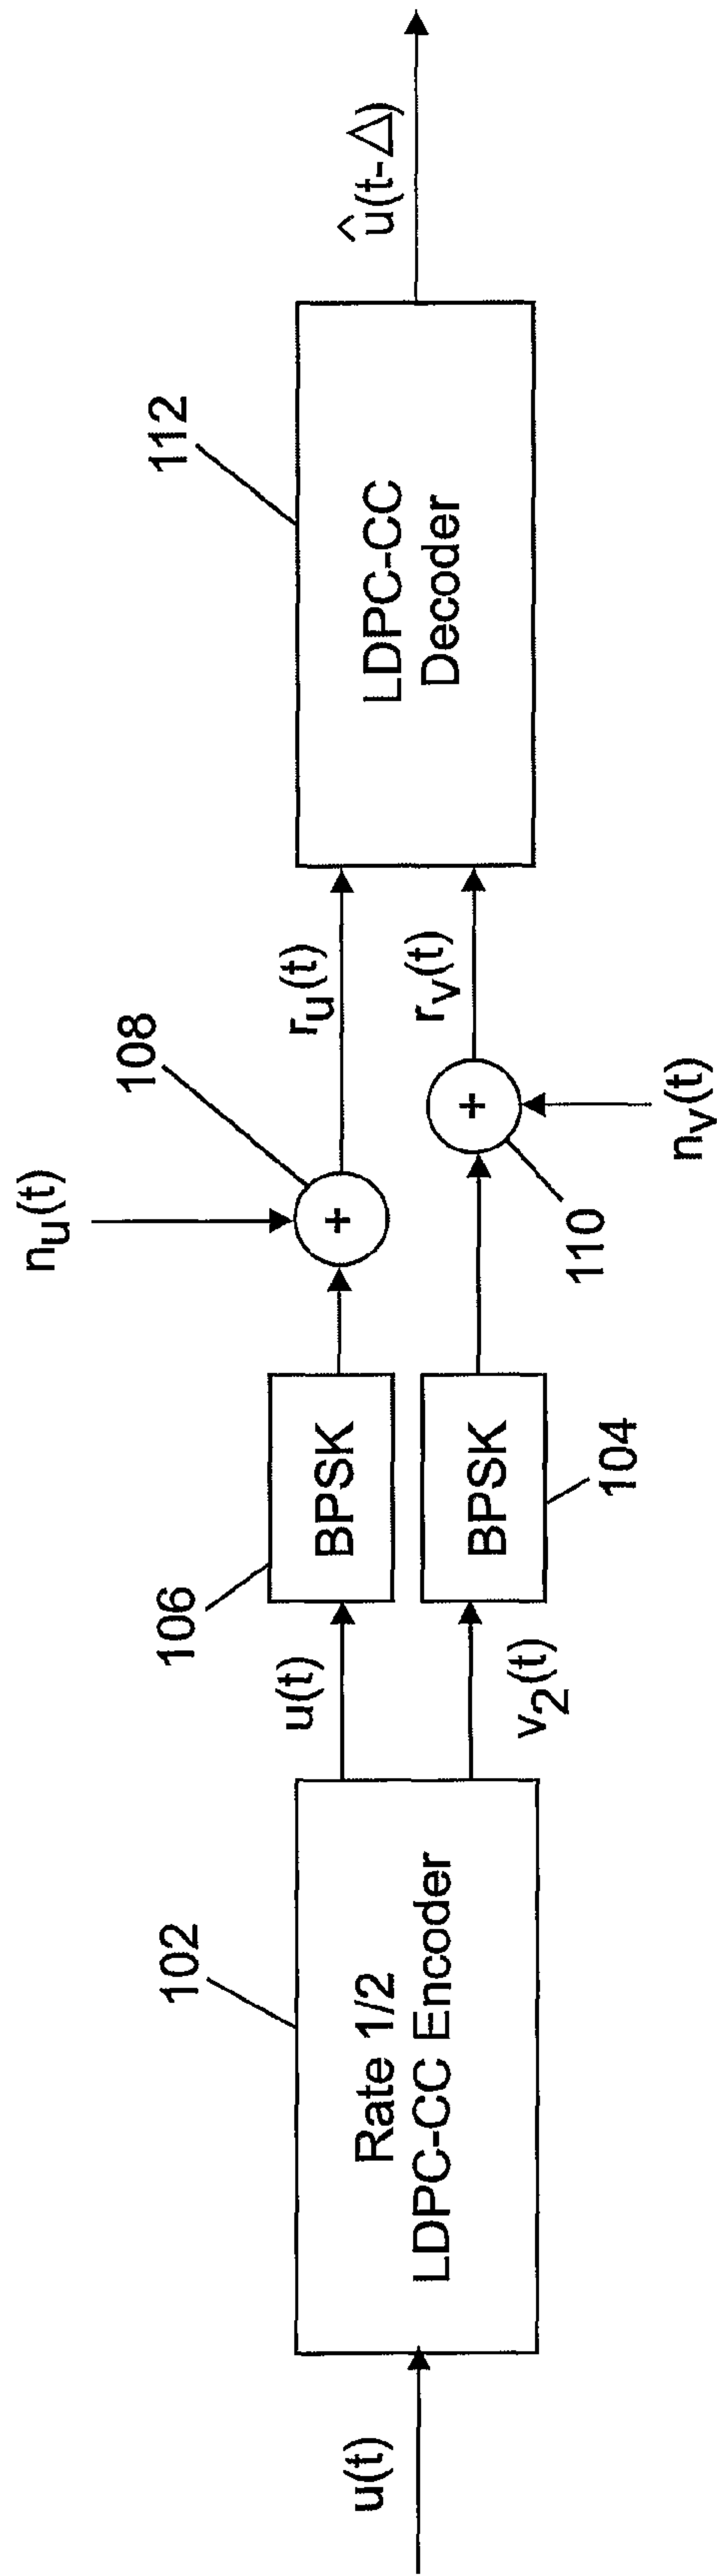 u(t)
102
Rate 1/2
LDPC-CC Encoder
u(t)
v2(t)
106
BPSK
BPSK
104
nu(t)
108
+
+
110
nv(t)
ru(t)
rv(t)
112
LDPC-CC
Decoder
û(t-Δ)